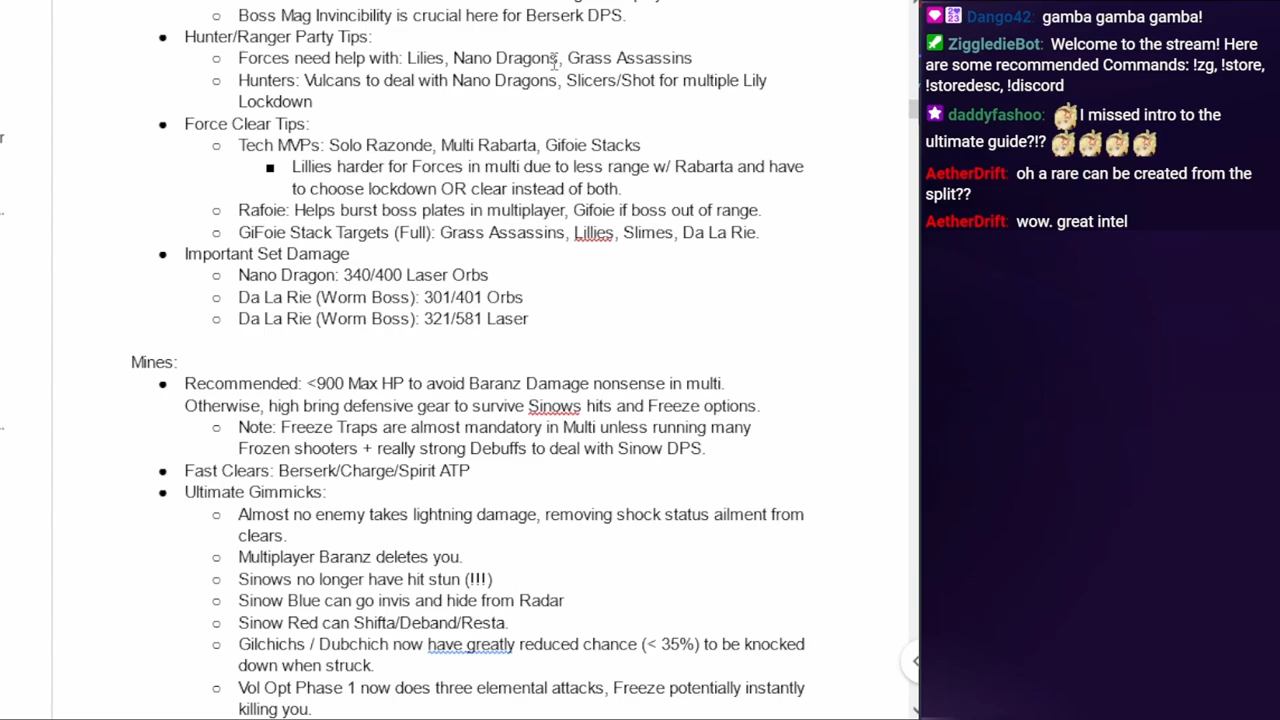 Boss Mag Invincibility is crucial here for Berserk DPS.
Hunter/Ranger Party Tips:
Forces need help with: Lilies, Nano Dragons, Grass Assassins
Hunters: Vulcans to deal with Nano Dragons, Slicers/Shot for multiple Lily
Lockdown
Force Clear Tips:
Tech MVPs: Solo Razonde, Multi Rabarta, Gifoie Stacks
Lillies harder for Forces in multi due to less range w/ Rabarta and have
to choose lockdown OR clear instead of both.
Rafoie: Helps burst boss plates in multiplayer, Gifoie if boss out of range.
GiFoie Stack Targets (Full): Grass Assassins, Lillies, Slimes, Da La Rie.
Important Set Damage
Nano Dragon: 340/400 Laser Orbs
Da La Rie (Worm Boss): 301/401 Orbs
Da La Rie (Worm Boss): 321/581 Laser
Mines:
Recommended: <900 Max HP to avoid Baranz Damage nonsense in multi.
Otherwise, high bring defensive gear to survive Sinows hits and Freeze options.
Note: Freeze Traps are almost mandatory in Multi unless running many
Frozen shooters + really strong Debuffs to deal with Sinow DPS.
Fast Clears: Berserk/Charge/Spirit ATP
Ultimate Gimmicks:
Almost no enemy takes lightning damage, removing shock status ailment from
clears.
Multiplayer Baranz deletes you.
Sinows no longer have hit stun (!!!)
Sinow Blue can go invis and hide from Radar
Sinow Red can Shifta/Deband/Resta.
Gilchichs / Dubchich now have greatly reduced chance (< 35%) to be knocked
down when struck.
Vol Opt Phase 1 now does three elemental attacks, Freeze potentially instantly
killing you.
Dango42: gamba gamba gamba!
ZiggledieBot: Welcome to the stream! Here
are some recommended Commands: !zg, !store,
!storedesc, !discord
daddyfashoo: I missed intro to the
ultimate guide?!?
AetherDrift: oh a rare can be created from the
split??
AetherDrift: wow. great intel